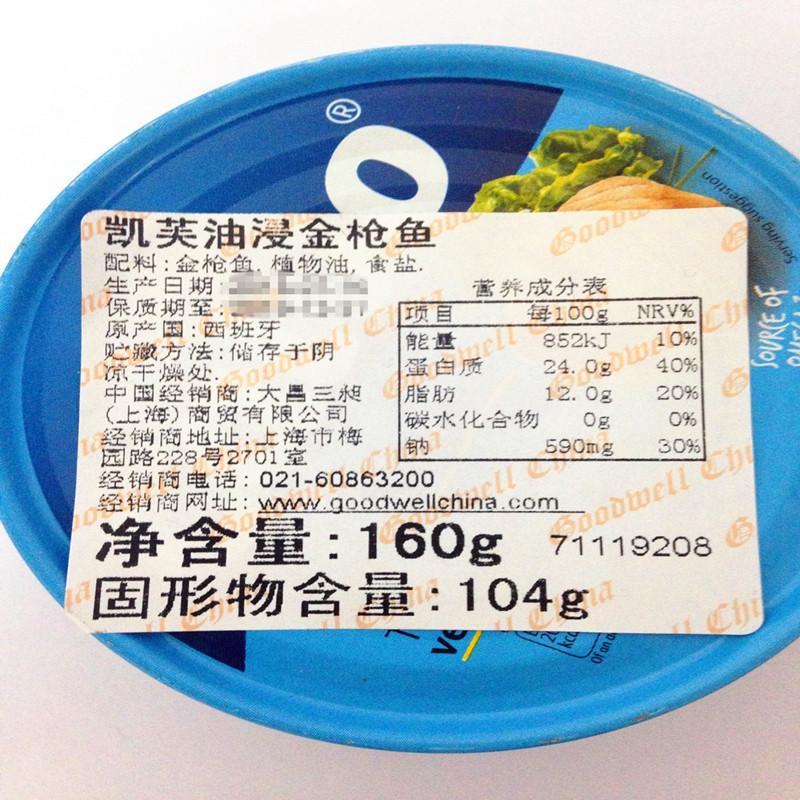 ®
O
Serving suggestion
SOURCE OF
凯芙油浸金枪鱼
配料:金枪鱼, 植物油, 食盐.
生产日期
保质期至
原产国:西班牙
贮藏方法:储存于阴
凉干燥处.
中国经销商:大昌三昶
(上海)商贸有限公司
经销商地址:上海市梅
园路228号2701室
经销商电话: 021-60863200
经销商网址: www.goodwellchina.com
营养成分表
项目 每100g NRV%
能量 852kJ 10%
蛋白质 24.0g 40%
脂肪 12.0g 20%
碳水化合物 0g 0%
钠 590mg 30%
净含量:160g 71119208
固形物含量:104g
Goodwell China